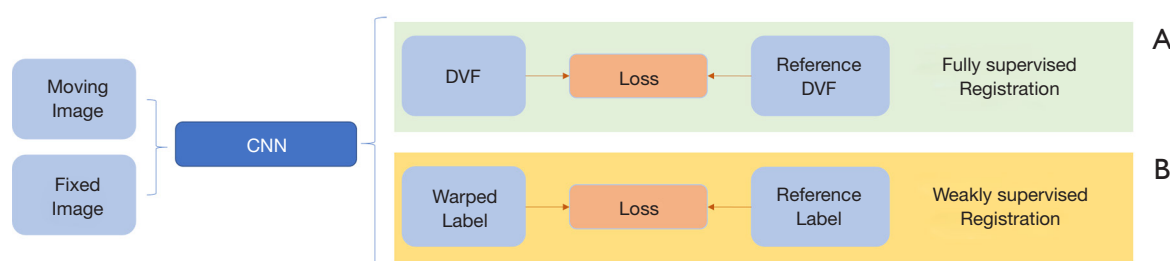 Moving
Image
Fixed
Image
CNN
DVF
Loss
Reference
DVF
Fully supervised
Registration
A
Warped
Label
Loss
Reference
Label
Weakly supervised
Registration
B